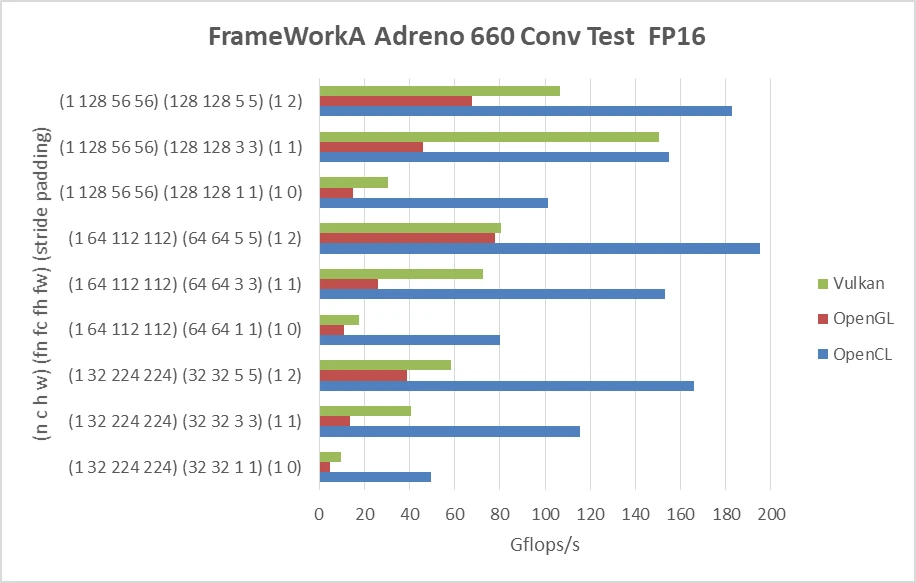 FrameWorkA Adreno 660 Conv Test FP16
(n c h w) (fn fc fh fw) (stride padding)
(1 128 56 56) (128 128 5 5) (1 2)
(1 128 56 56) (128 128 3 3) (1 1)
(1 128 56 56) (128 128 1 1) (1 0)
(1 64 112 112) (64 64 5 5) (1 2)
(1 64 112 112) (64 64 3 3) (1 1)
(1 64 112 112) (64 64 1 1) (1 0)
(1 32 224 224) (32 32 5 5) (1 2)
(1 32 224 224) (32 32 3 3) (1 1)
(1 32 224 224) (32 32 1 1) (1 0)
0 20 40 60 80 100 120 140 160 180 200
Gflops/s
Vulkan
OpenGL
OpenCL